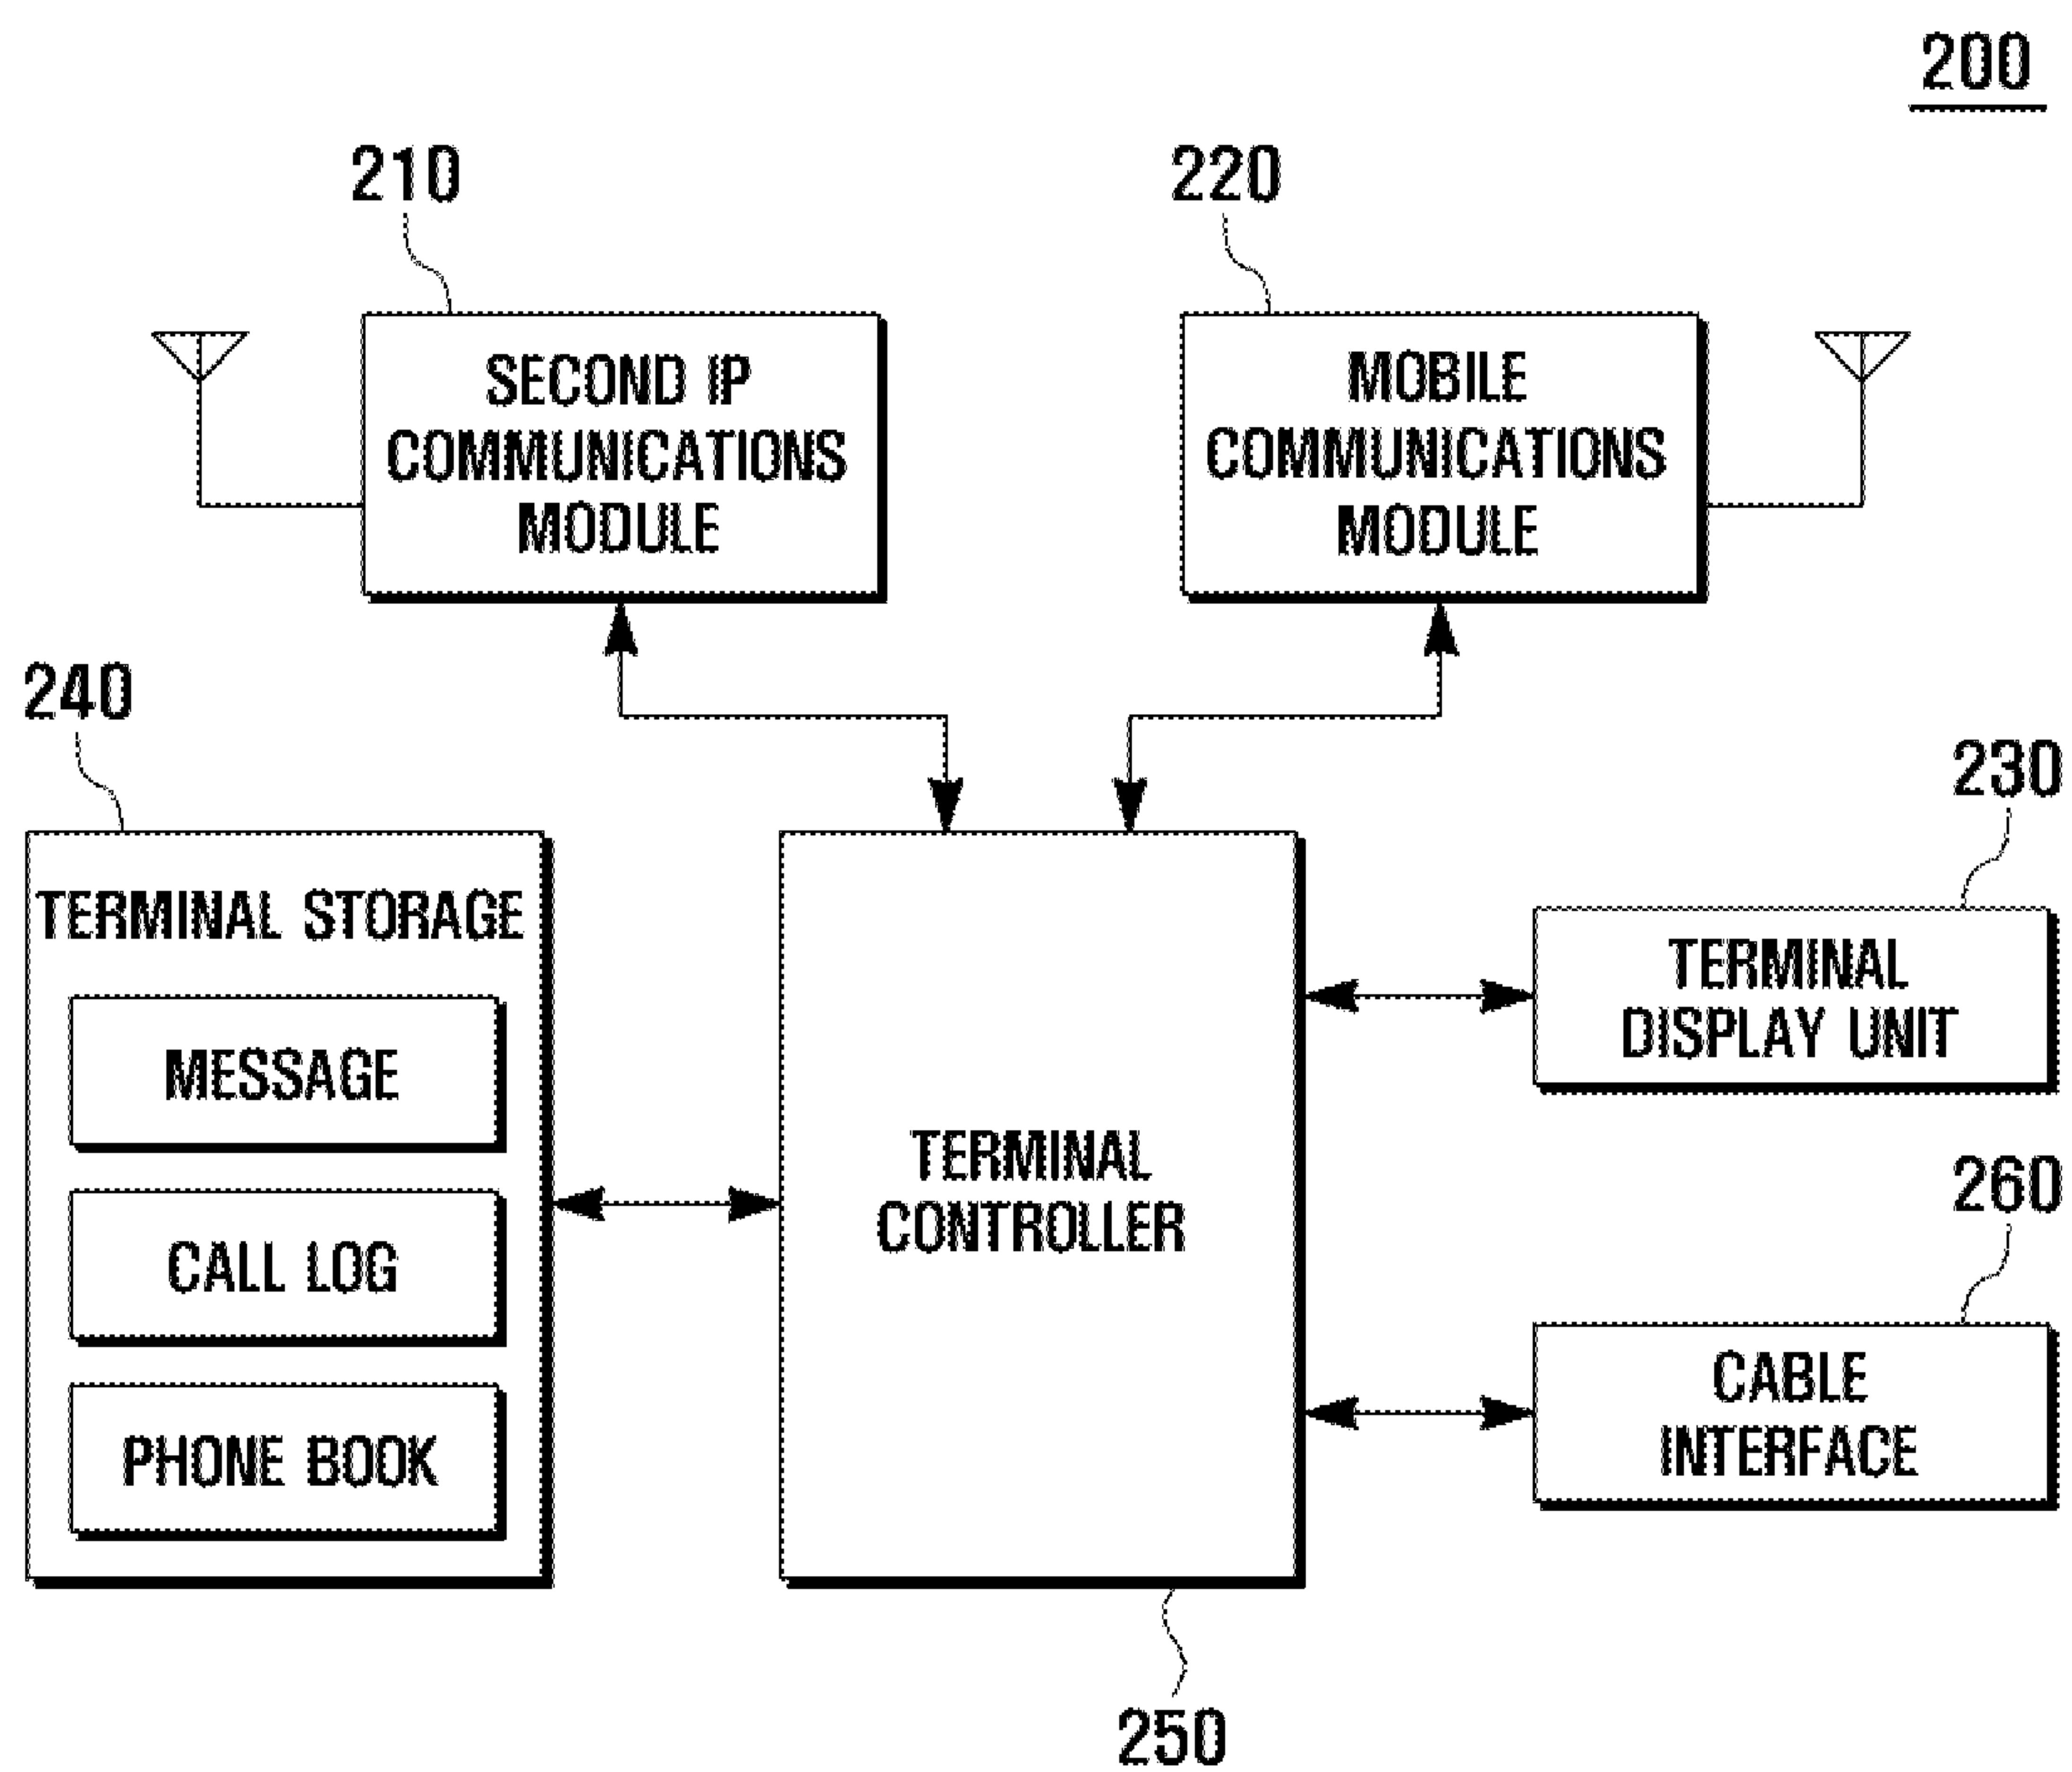 200
210
220
SECOND IP
COMMUNICATIONS
MODULE
MOBILE
COMMUNICATIONS
MODULE
240
230
TERMINAL STORAGE
MESSAGE
CALL LOG
PHONE BOOK
TERMINAL
CONTROLLER
TERMINAL
DISPLAY UNIT
260
CABLE
INTERFACE
250